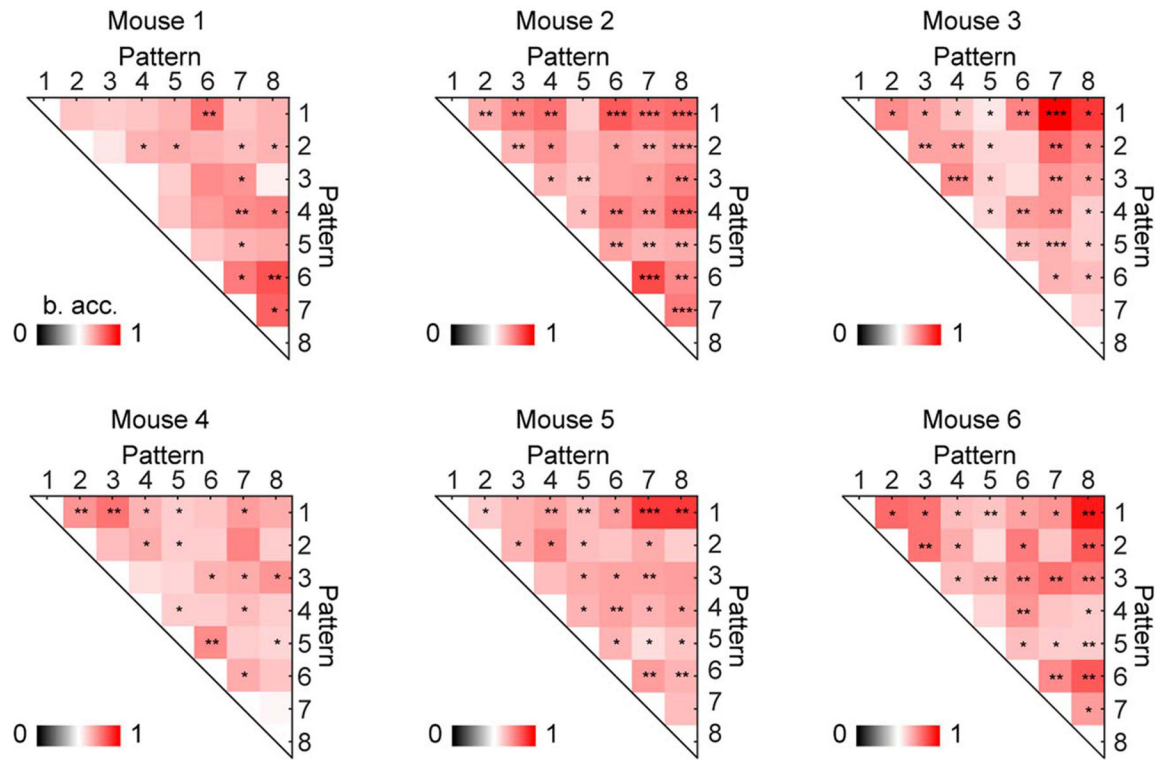 Mouse 1
Pattern
1 2 3 4 5 6 7 8
** 1
* * * * 2
* 3
** * 4
* 5
* ** 6
* 7
8
Pattern
b. acc.
0 1
Mouse 2
Pattern
1 2 3 4 5 6 7 8
** ** ** *** *** *** 1
** * * ** *** 2
* ** * ** 3
* ** ** *** 4
** ** ** 5
*** ** 6
*** 7
8
Pattern
0 1
Mouse 3
Pattern
1 2 3 4 5 6 7 8
* * * * ** *** * 1
** ** * ** * 2
*** * ** * 3
* ** ** * 4
** *** * 5
* * 6
7
8
Pattern
0 1
Mouse 4
Pattern
1 2 3 4 5 6 7 8
** ** * * * 1
* * 2
* * * 3
* * 4
** * 5
* 6
7
8
Pattern
0 1
Mouse 5
Pattern
1 2 3 4 5 6 7 8
* ** ** * *** ** 1
* * * * 2
* * ** 3
* ** * * 4
* * * 5
** ** 6
7
8
Pattern
0 1
Mouse 6
Pattern
1 2 3 4 5 6 7 8
* * * ** * * ** 1
** * * ** 2
* ** ** ** ** 3
** * 4
* * ** 5
** ** 6
* 7
8
Pattern
0 1